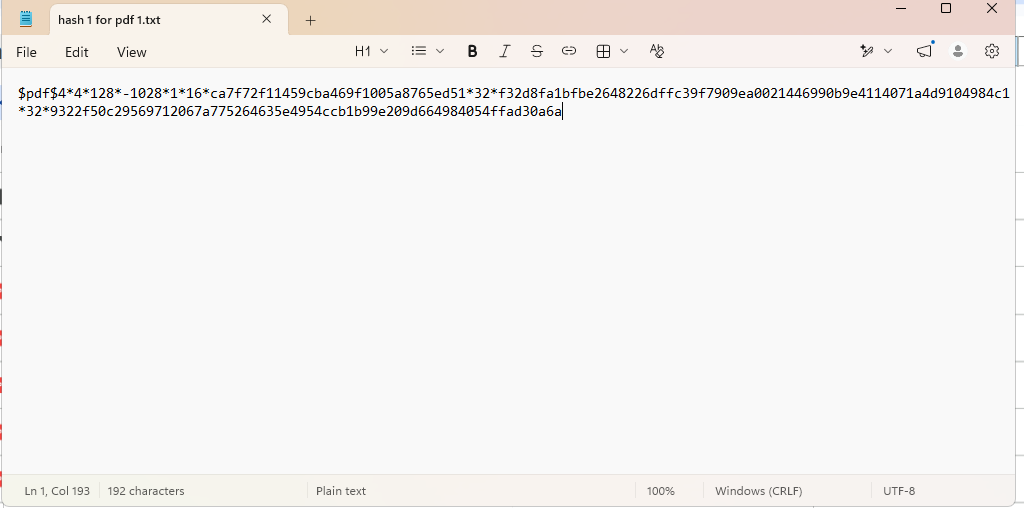 hash 1 for pdf 1.txt
File Edit View H1 B I S
$pdf$4*4*128*-1028*1*16*ca7f72f11459cba469f1005a8765ed51*32*f32d8fa1bfbe2648226dffc39f7909ea0021446990b9e4114071a4d9104984c1
*32*9322f50c29569712067a775264635e4954ccb1b99e209d664984054ffad30a6a
Ln 1, Col 193 192 characters Plain text 100% Windows (CRLF) UTF-8